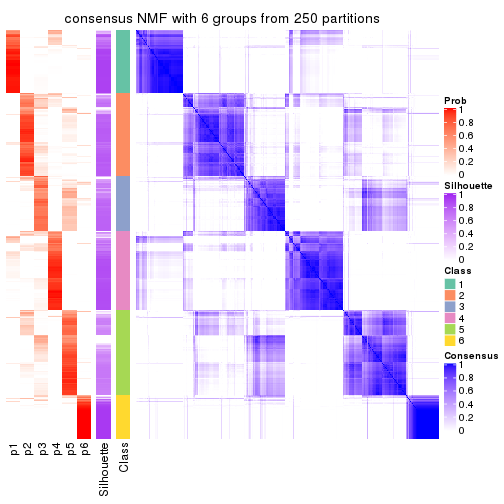 consensus NMF with 6 groups from 250 partitions
Prob
1
0.8
0.6
0.4
0.2
0
Silhouette
1
0.8
0.6
0.4
0.2
0
Class
1
2
3
4
5
6
Consensus
1
0.8
0.6
0.4
0.2
0
p1
p2
p3
p4
p5
p6
Silhouette
Class